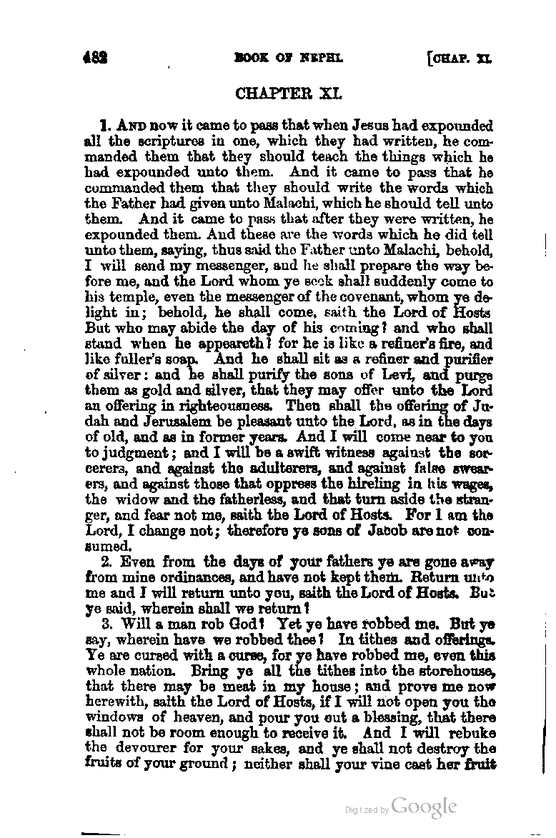 482 BOOK OF NEPHI. [CHAP. XI.
CHAPTER XI.
1. AND now it came to pass that when Jesus had expounded
all the scriptures in one, which they had written, he com-
manded them that they should teach the things which he
had expounded unto them. And it came to pass that he
commanded them that they should write the words which
the Father had given unto Malachi, which he should tell unto
them. And it came to pass that after they were written, he
expounded them. And these are the words which he did tell
unto them, saying, thus said the Father unto Malachi, behold,
I will send my messenger, and he shall prepare the way be-
fore me, and the Lord whom ye seek shall suddenly come to
his temple, even the messenger of the covenant, whom ye de-
light in; behold, he shall come, saith the Lord of Hosts
But who may abide the day of his coming? and who shall
stand when he appeareth? for he is like a refiner's fire, and
like fuller's soap. And he shall sit as a refiner and purifier
of silver: and he shall purify the sons of Levi, and purge
them as gold and silver, that they may offer unto the Lord
an offering in righteousness. Then shall the offering of Ju-
dah and Jerusalem be pleasant unto the Lord, as in the days
of old, and as in former years. And I will come near to you
to judgment; and I will be a swift witness against the sor-
cerers, and against the adulterers, and against false swear-
ers, and against those that oppress the hireling in his wages,
the widow and the fatherless, and that turn aside the stran-
ger, and fear not me, saith the Lord of Hosts. For I am the
Lord, I change not; therefore ye sons of Jacob are not con-
sumed.
2. Even from the days of your fathers ye are gone away
from mine ordinances, and have not kept them. Return unto
me and I will return unto you, saith the Lord of Hosts. But
ye said, wherein shall we return?
3. Will a man rob God? Yet ye have robbed me. But ye
say, wherein have we robbed thee? In tithes and offerings.
Ye are cursed with a curse, for ye have robbed me, even this
whole nation. Bring ye all the tithes into the storehouse,
that there may be meat in my house; and prove me now
herewith, saith the Lord of Hosts, if I will not open you the
windows of heaven, and pour you out a blessing, that there
shall not be room enough to receive it. And I will rebuke
the devourer for your sakes, and ye shall not destroy the
fruits of your ground; neither shall your vine cast her fruit
Digitized by Google